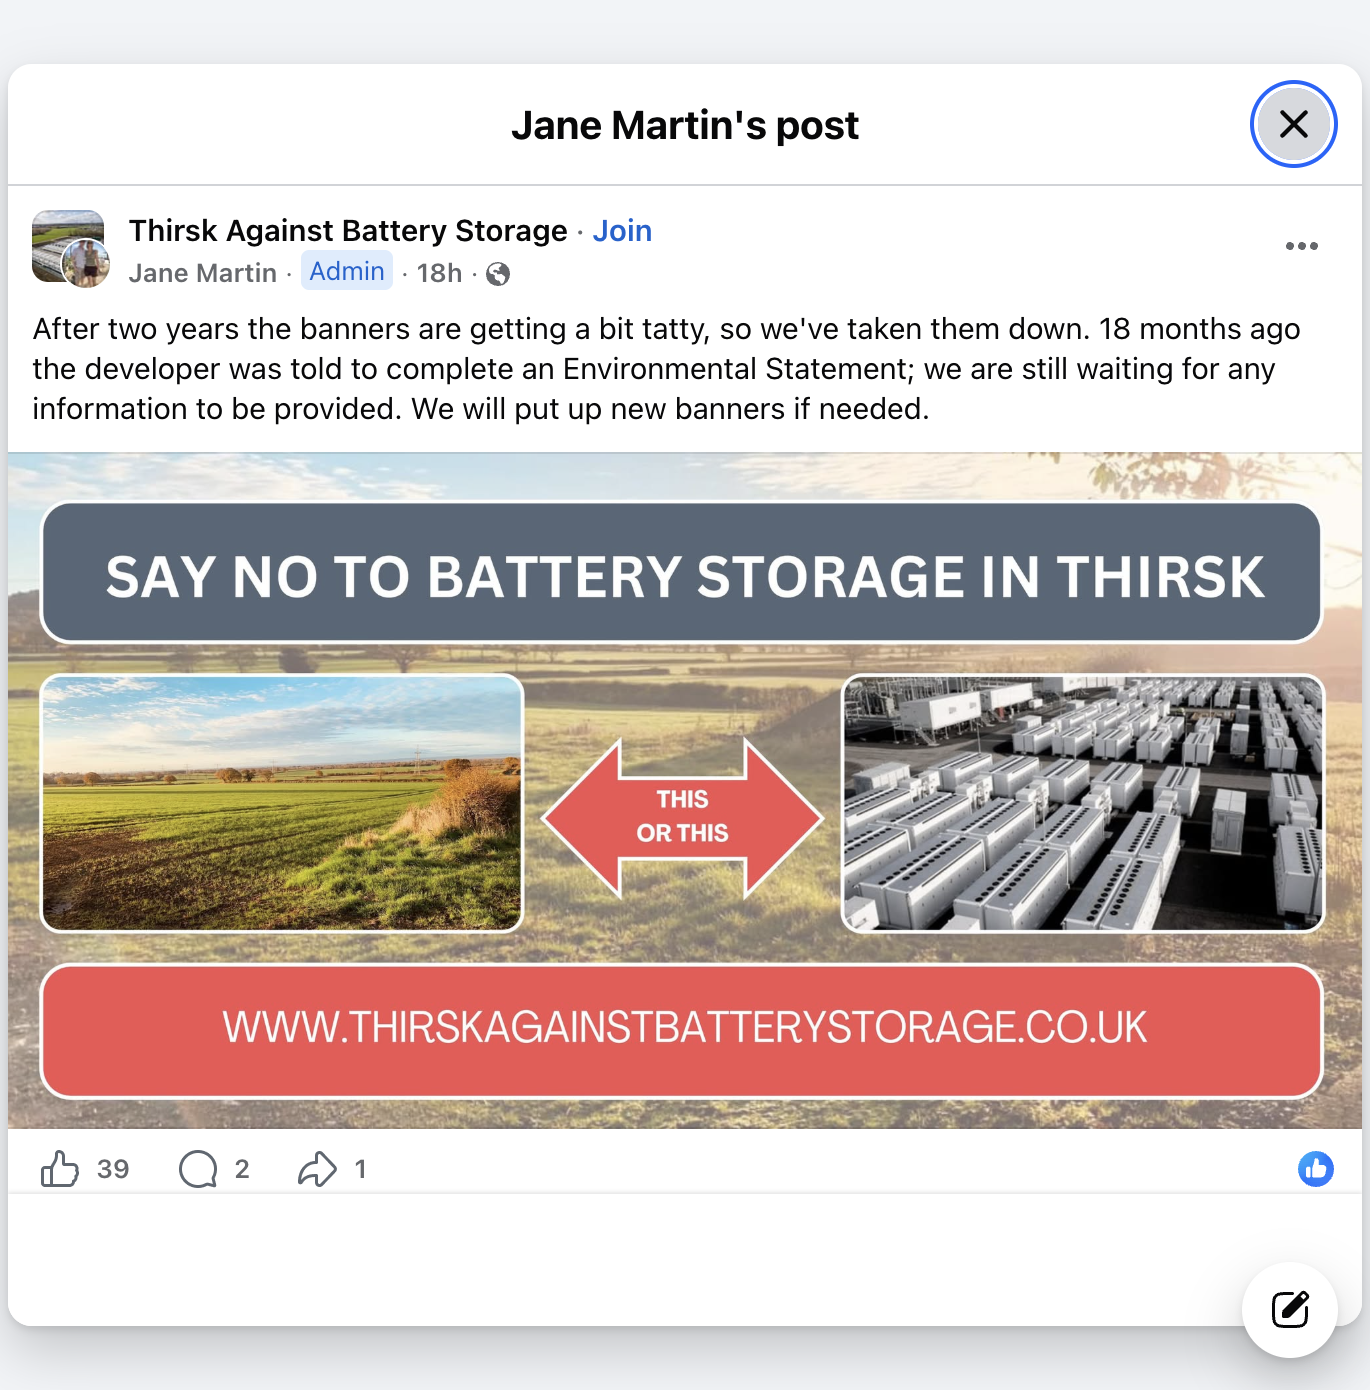 Jane Martin's post
Thirsk Against Battery Storage · Join
Jane Martin · Admin · 18h ·
After two years the banners are getting a bit tatty, so we've taken them down. 18 months ago
the developer was told to complete an Environmental Statement; we are still waiting for any
information to be provided. We will put up new banners if needed.
SAY NO TO BATTERY STORAGE IN THIRSK
THIS
OR THIS
WWW.THIRSKAGAINSTBATTERYSTORAGE.CO.UK
39 2 1